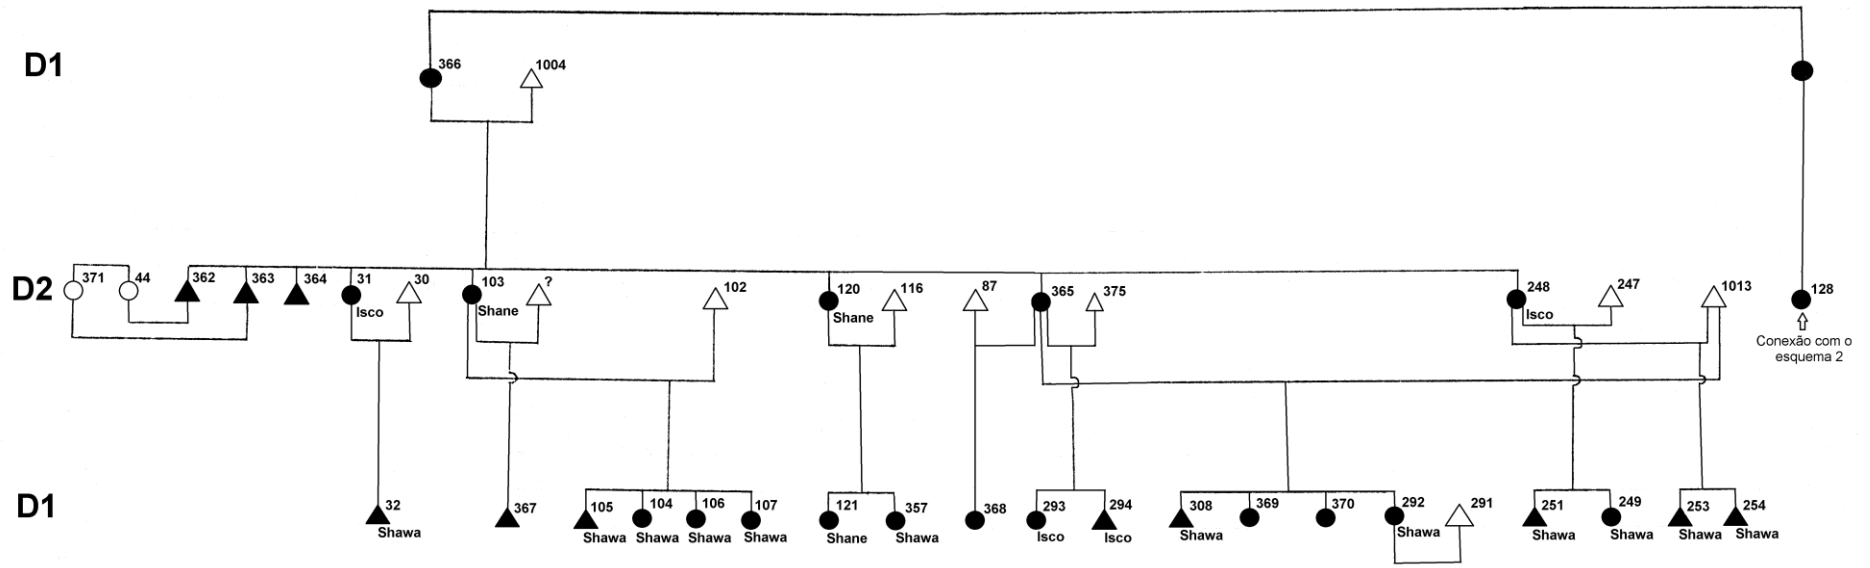 D1
366
1004
D2
371
44
362
363
364
31
Isco
30
103
Shane
?
102
120
Shane
116
87
365
375
248
Isco
247
1013
128
Conexão com o
esquema 2
D1
32
Shawa
367
105
Shawa
104
Shawa
106
Shawa
107
Shawa
121
Shane
357
Shawa
368
293
Isco
294
Isco
308
Shawa
369
370
292
Shawa
291
251
Shawa
249
Shawa
253
Shawa
254
Shawa